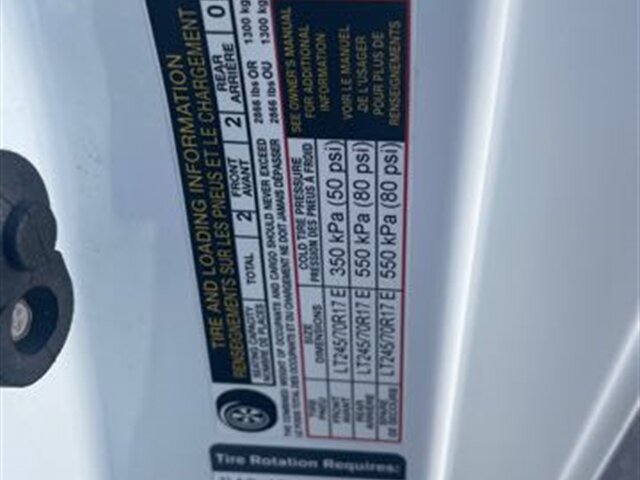 TIRE AND LOADING INFORMATION
RENSEIGNEMENTS SUR LES PNEUS ET LE CHARGEMENT
SEATING CAPACITY
NOMBRE DE PLACES
TOTAL 2
FRONT
AVANT 2
REAR
ARRIÈRE 0
THE COMBINED WEIGHT OF OCCUPANTS AND CARGO SHOULD NEVER EXCEED 2866 lbs OR 1300 kg
LE POIDS TOTAL DES OCCUPANTS ET DU CHARGEMENT NE DOIT JAMAIS DÉPASSER 2866 lbs OU 1300 kg
TIRE
PNEU
SIZE
DIMENSIONS
COLD TIRE PRESSURE
PRESSION DES PNEUS À FROID
FRONT
AVANT
LT245/70R17 E 350 kPa (50 psi)
REAR
ARRIÈRE
LT245/70R17 E 550 kPa (80 psi)
SPARE
DE SECOURS
LT245/70R17 E 550 kPa (80 psi)
SEE OWNER'S MANUAL
FOR ADDITIONAL
INFORMATION
VOIR LE MANUEL
DE L'USAGER
POUR PLUS DE
RENSEIGNEMENTS
Tire Rotation Requires: